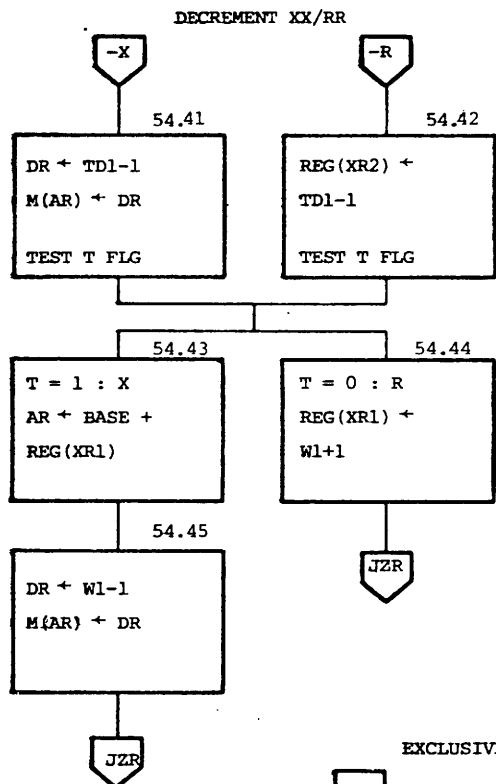 DECREMENT XX/RR
-X
-R
54.41
DR ← TD1-1
M(AR) ← DR
TEST T FLG
54.42
REG(XR2) ←
TD1-1
TEST T FLG
54.43
T = 1 : X
AR ← BASE +
REG(XR1)
54.44
T = 0 : R
REG(XR1) ←
W1+1
54.45
DR ← W1-1
M(AR) ← DR
JZR
JZR
EXCLUSIV